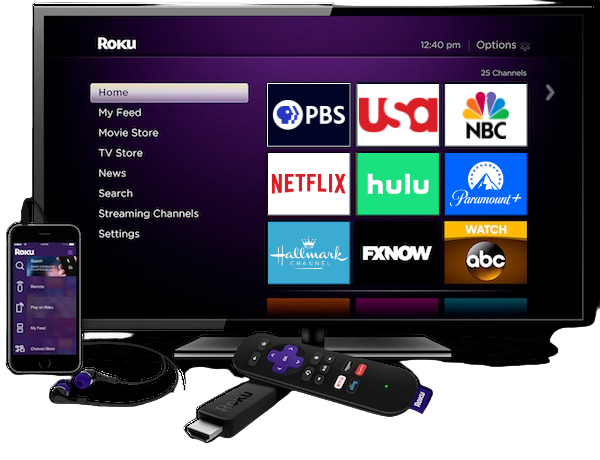 Roku
12:40 pm | Options
25 Channels
Home
My Feed
Movie Store
TV Store
News
Search
Streaming Channels
Settings
PBS
usa
NBC
NETFLIX
hulu
Paramount+
Hallmark
CHANNEL
FXNOW
WATCH
abc
Roku
Search
Remote
Play on Roku
My Feed
Channel Store
Roku
OK
Roku